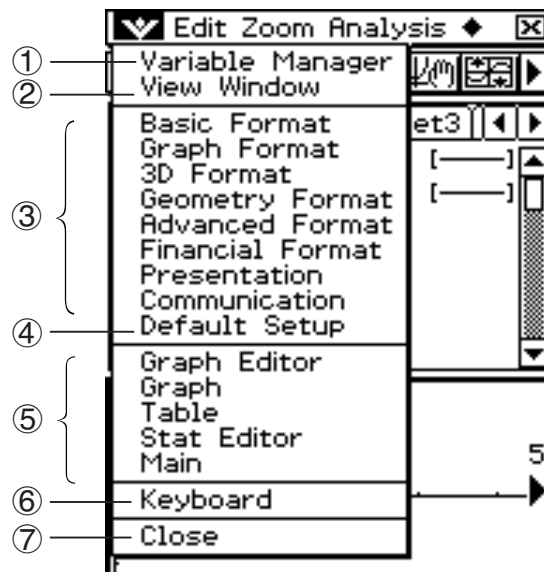 Edit Zoom Analysis ◆
① Variable Manager
② View Window
③
Basic Format
Graph Format
3D Format
Geometry Format
Advanced Format
Financial Format
Presentation
Communication
④ Default Setup
⑤
Graph Editor
Graph
Table
Stat Editor
Main
⑥ Keyboard
⑦ Close
et3
[—]
[—]
5